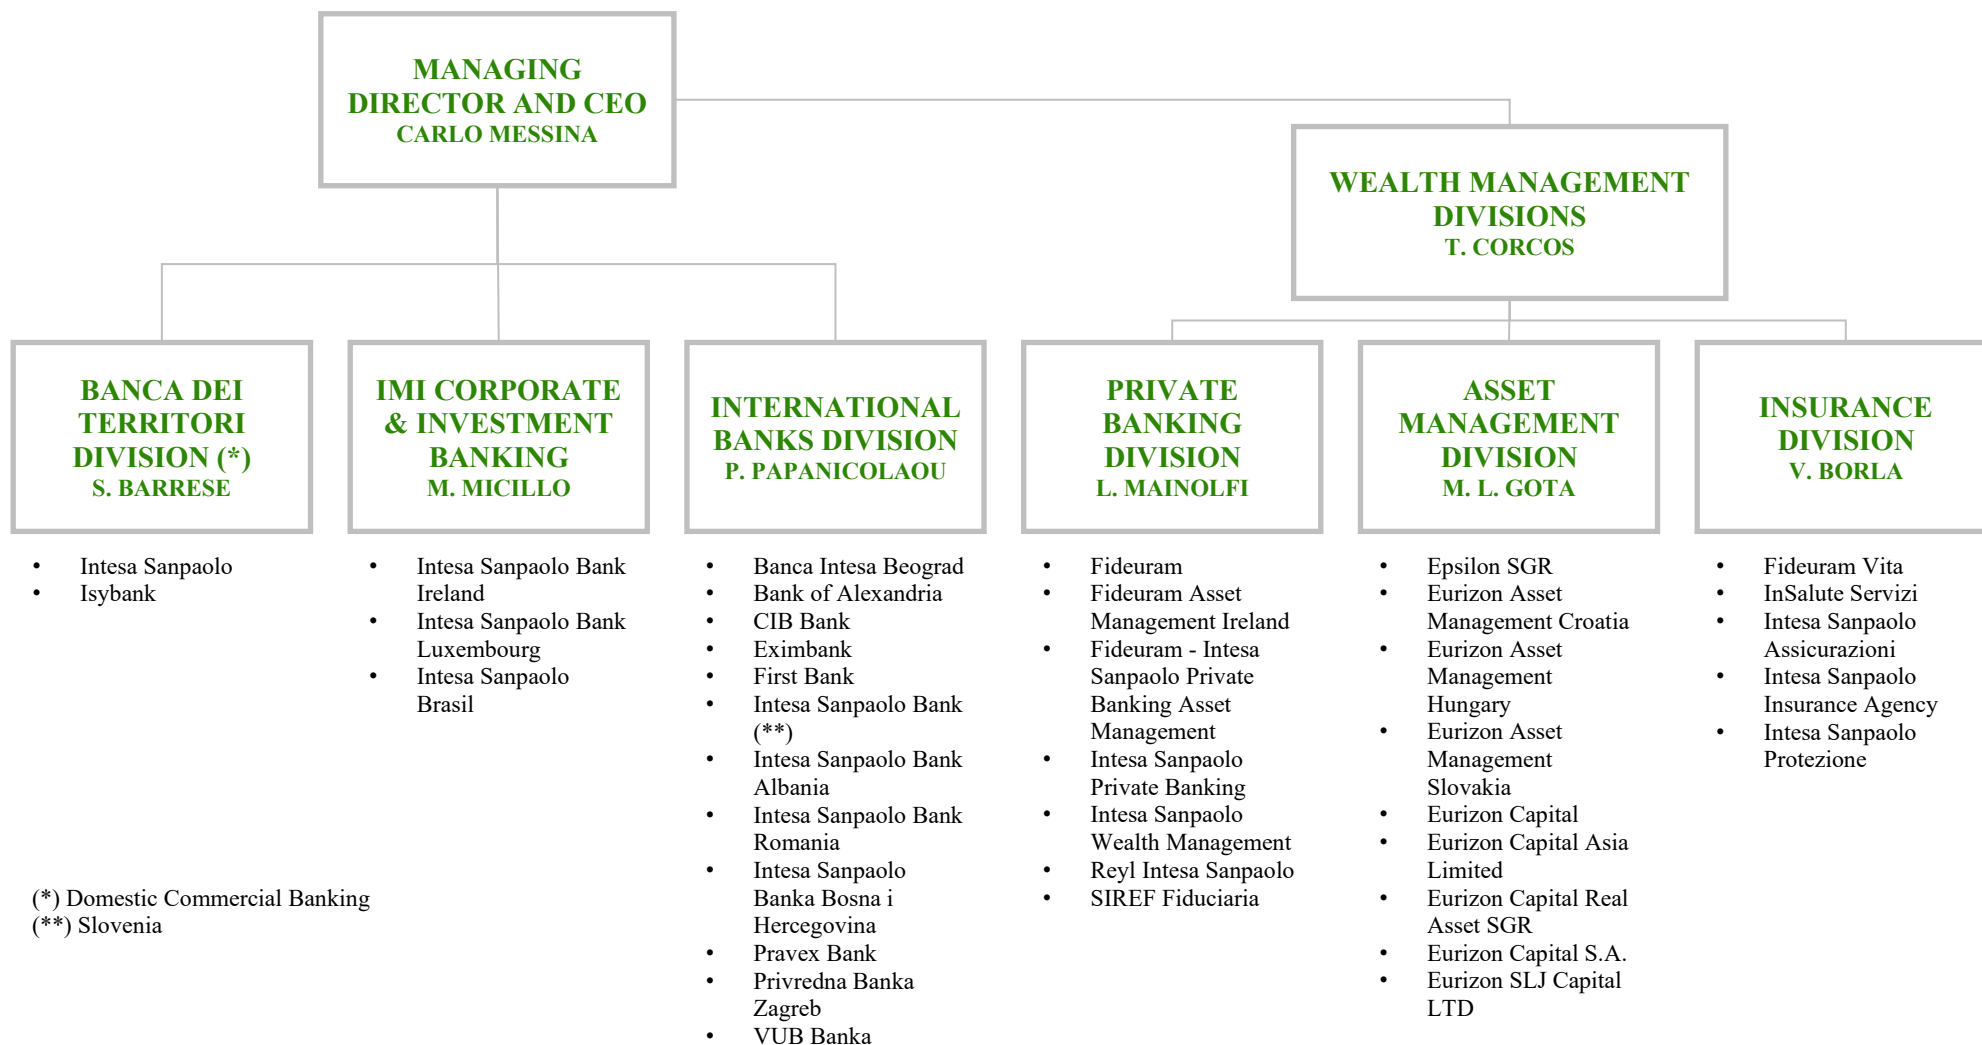 MANAGING
DIRECTOR AND CEO
CARLO MESSINA
WEALTH MANAGEMENT
DIVISIONS
T. CORCOS
BANCA DEI
TERRITORI
DIVISION (*)
S. BARRESE
IMI CORPORATE
& INVESTMENT
BANKING
M. MICILLO
INTERNATIONAL
BANKS DIVISION
P. PAPANICOLAOU
PRIVATE
BANKING
DIVISION
L. MAINOLFI
ASSET
MANAGEMENT
DIVISION
M. L. GOTA
INSURANCE
DIVISION
V. BORLA
• Intesa Sanpaolo
• Isybank
• Intesa Sanpaolo Bank
Ireland
• Intesa Sanpaolo Bank
Luxembourg
• Intesa Sanpaolo
Brasil
• Banca Intesa Beograd
• Bank of Alexandria
• CIB Bank
• Eximbank
• First Bank
• Intesa Sanpaolo Bank
(**)
• Intesa Sanpaolo Bank
Albania
• Intesa Sanpaolo Bank
Romania
• Intesa Sanpaolo
Banka Bosna i
Hercegovina
• Pravex Bank
• Privredna Banka
Zagreb
• VUB Banka
• Fideuram
• Fideuram Asset
Management Ireland
• Fideuram - Intesa
Sanpaolo Private
Banking Asset
Management
• Intesa Sanpaolo
Private Banking
• Intesa Sanpaolo
Wealth Management
• Reyl Intesa Sanpaolo
• SIREF Fiduciaria
• Epsilon SGR
• Eurizon Asset
Management Croatia
• Eurizon Asset
Management
Hungary
• Eurizon Asset
Management
Slovakia
• Eurizon Capital
• Eurizon Capital Asia
Limited
• Eurizon Capital Real
Asset SGR
• Eurizon Capital S.A.
• Eurizon SLJ Capital
LTD
• Fideuram Vita
• InSalute Servizi
• Intesa Sanpaolo
Assicurazioni
• Intesa Sanpaolo
Insurance Agency
• Intesa Sanpaolo
Protezione
(*) Domestic Commercial Banking
(**) Slovenia